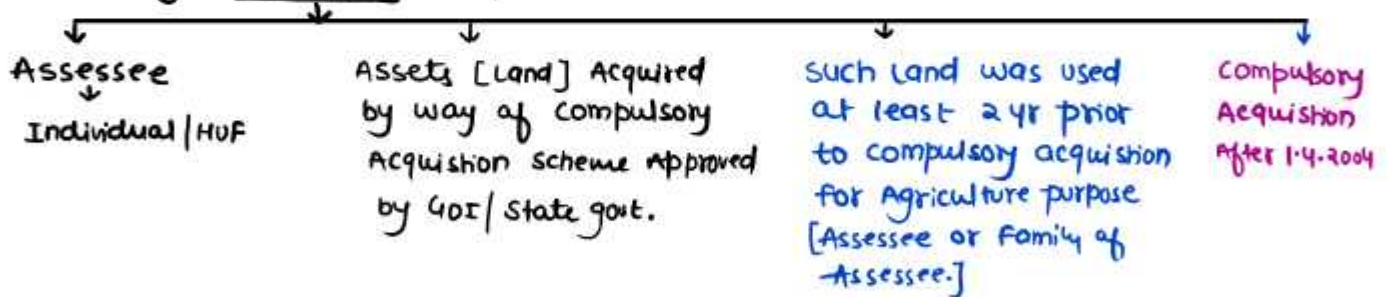 Assessee
Individual/HUF
Assets [Land] Acquired
by way of compulsory
Acquistion scheme Approved
by GOI/ State govt.
such land was used
at least 2 yr prior
to compulsory acquistion
for Agriculture purpose
[Assessee or family of
Assessee.]
compulsory
Acquistion
After 1.4.2004